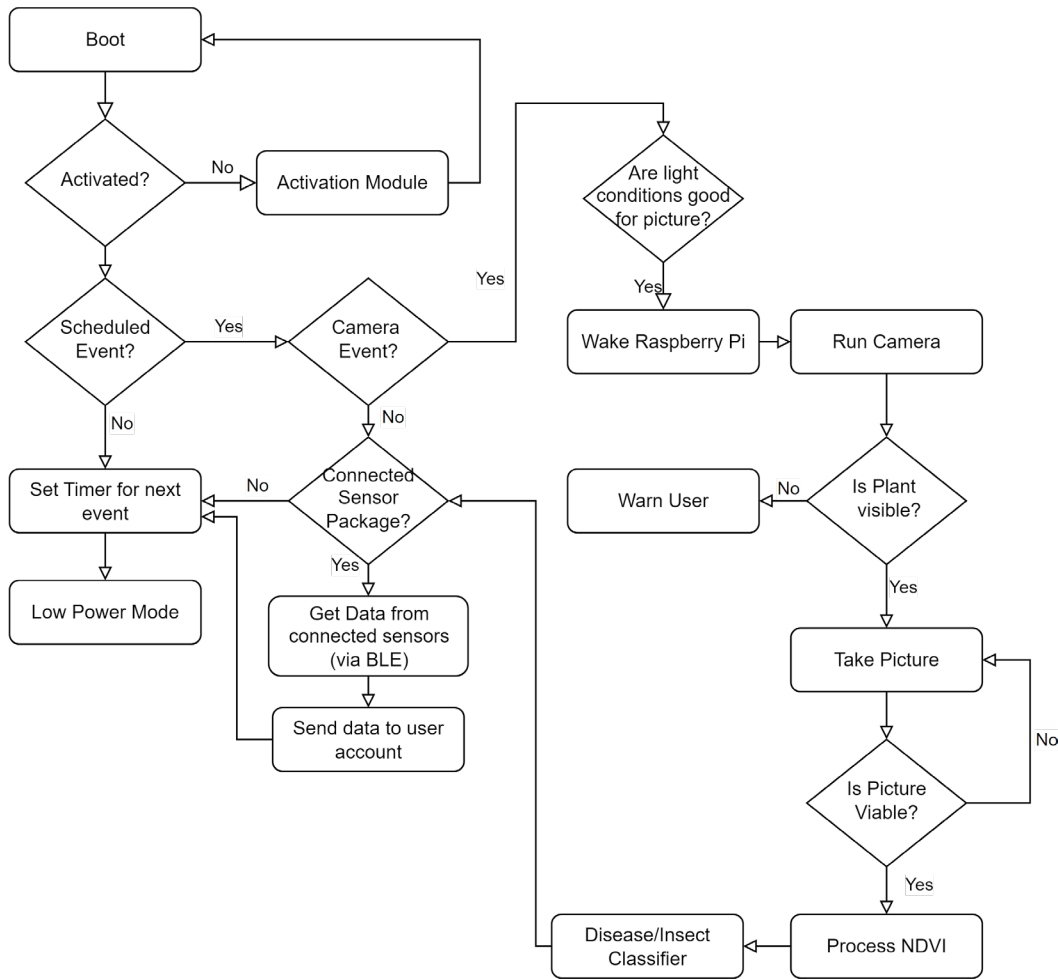 Boot
Activated?
No
Activation Module
Are light
conditions good
for picture?
Yes
Yes
Scheduled
Event?
Yes
Camera
Event?
Wake Raspberry Pi
Run Camera
No
No
Set Timer for next
event
No
Connected
Sensor
Package?
Warn User
No
Is Plant
visible?
Yes
Yes
Low Power Mode
Get Data from
connected sensors
(via BLE)
Take Picture
Send data to user
account
No
Is Picture
Viable?
Yes
Disease/Insect
Classifier
Process NDVI